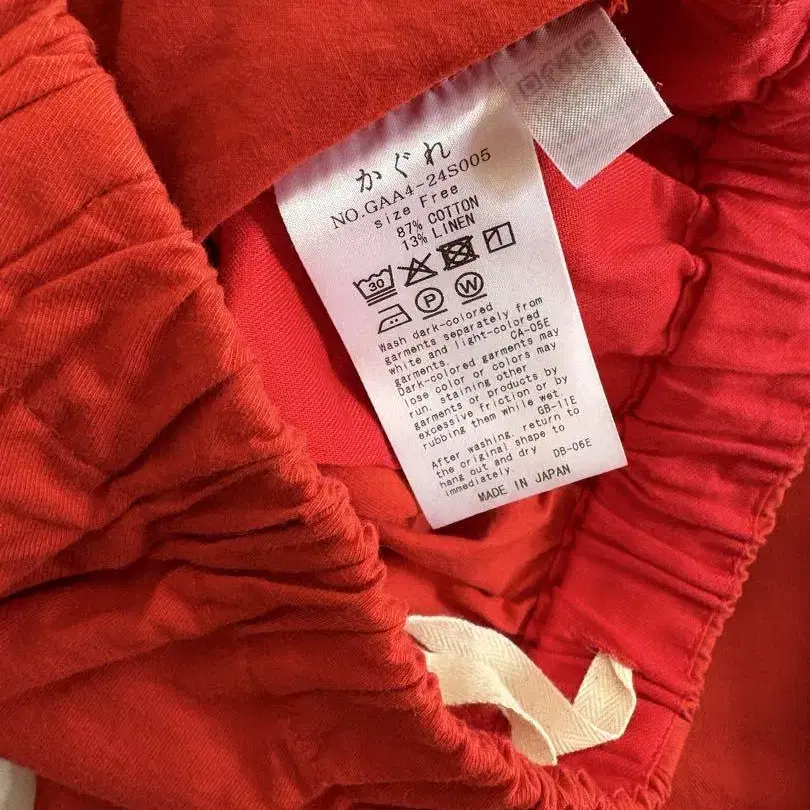 かぐれ
NO.GAA4-24S005
size Free
87% COTTON
13% LINEN
30
P W
Wash dark-colored
garments separately from
white and light-colored
garments. CA-05E
Dark-colored garments may
lose color or colors may
run, staining other
garments or products by
excessive friction or by
rubbing them while wet.
GB-11E
After washing, return to
the original shape to
hang out and dry
immediately. DB-06E
MADE IN JAPAN